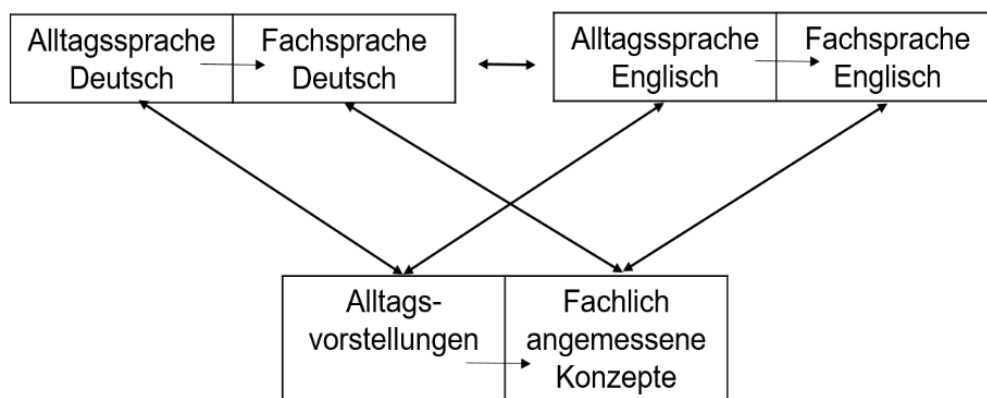 Alltagssprache
Deutsch
Fachsprache
Deutsch
Alltagssprache
Englisch
Fachsprache
Englisch
Alltags-
vorstellungen
Fachlich
angemessene
Konzepte